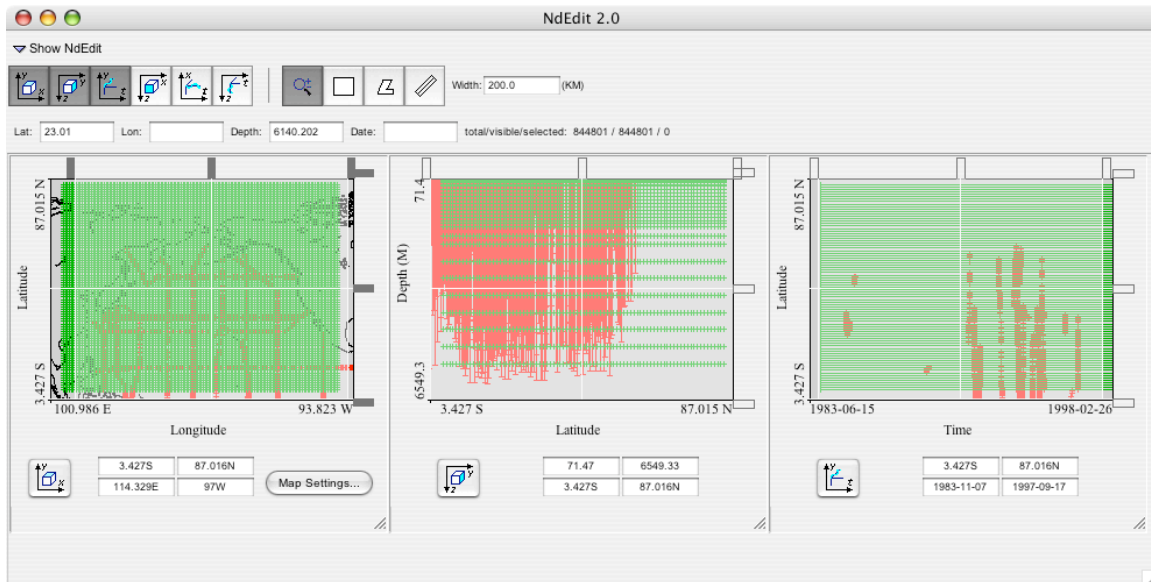 NdEdit 2.0
Show NdEdit
y x z y y t z x x t z t Width: 200.0 (KM)
Lat: 23.01 Lon: Depth: 6140.202 Date: total/visible/selected: 844801 / 844801 / 0
87.015 N
Latitude
3.427 S
100.986 E 93.823 W
Longitude
y x
3.427S 87.016N
114.329E 97W
Map Settings...
71.4
Depth (M)
6549.3
3.427 S 87.015 N
Latitude
y z
71.47 6549.33
3.427S 87.016N
87.015 N
Latitude
3.427 S
1983-06-15 1998-02-26
Time
y t
3.427S 87.016N
1983-11-07 1997-09-17